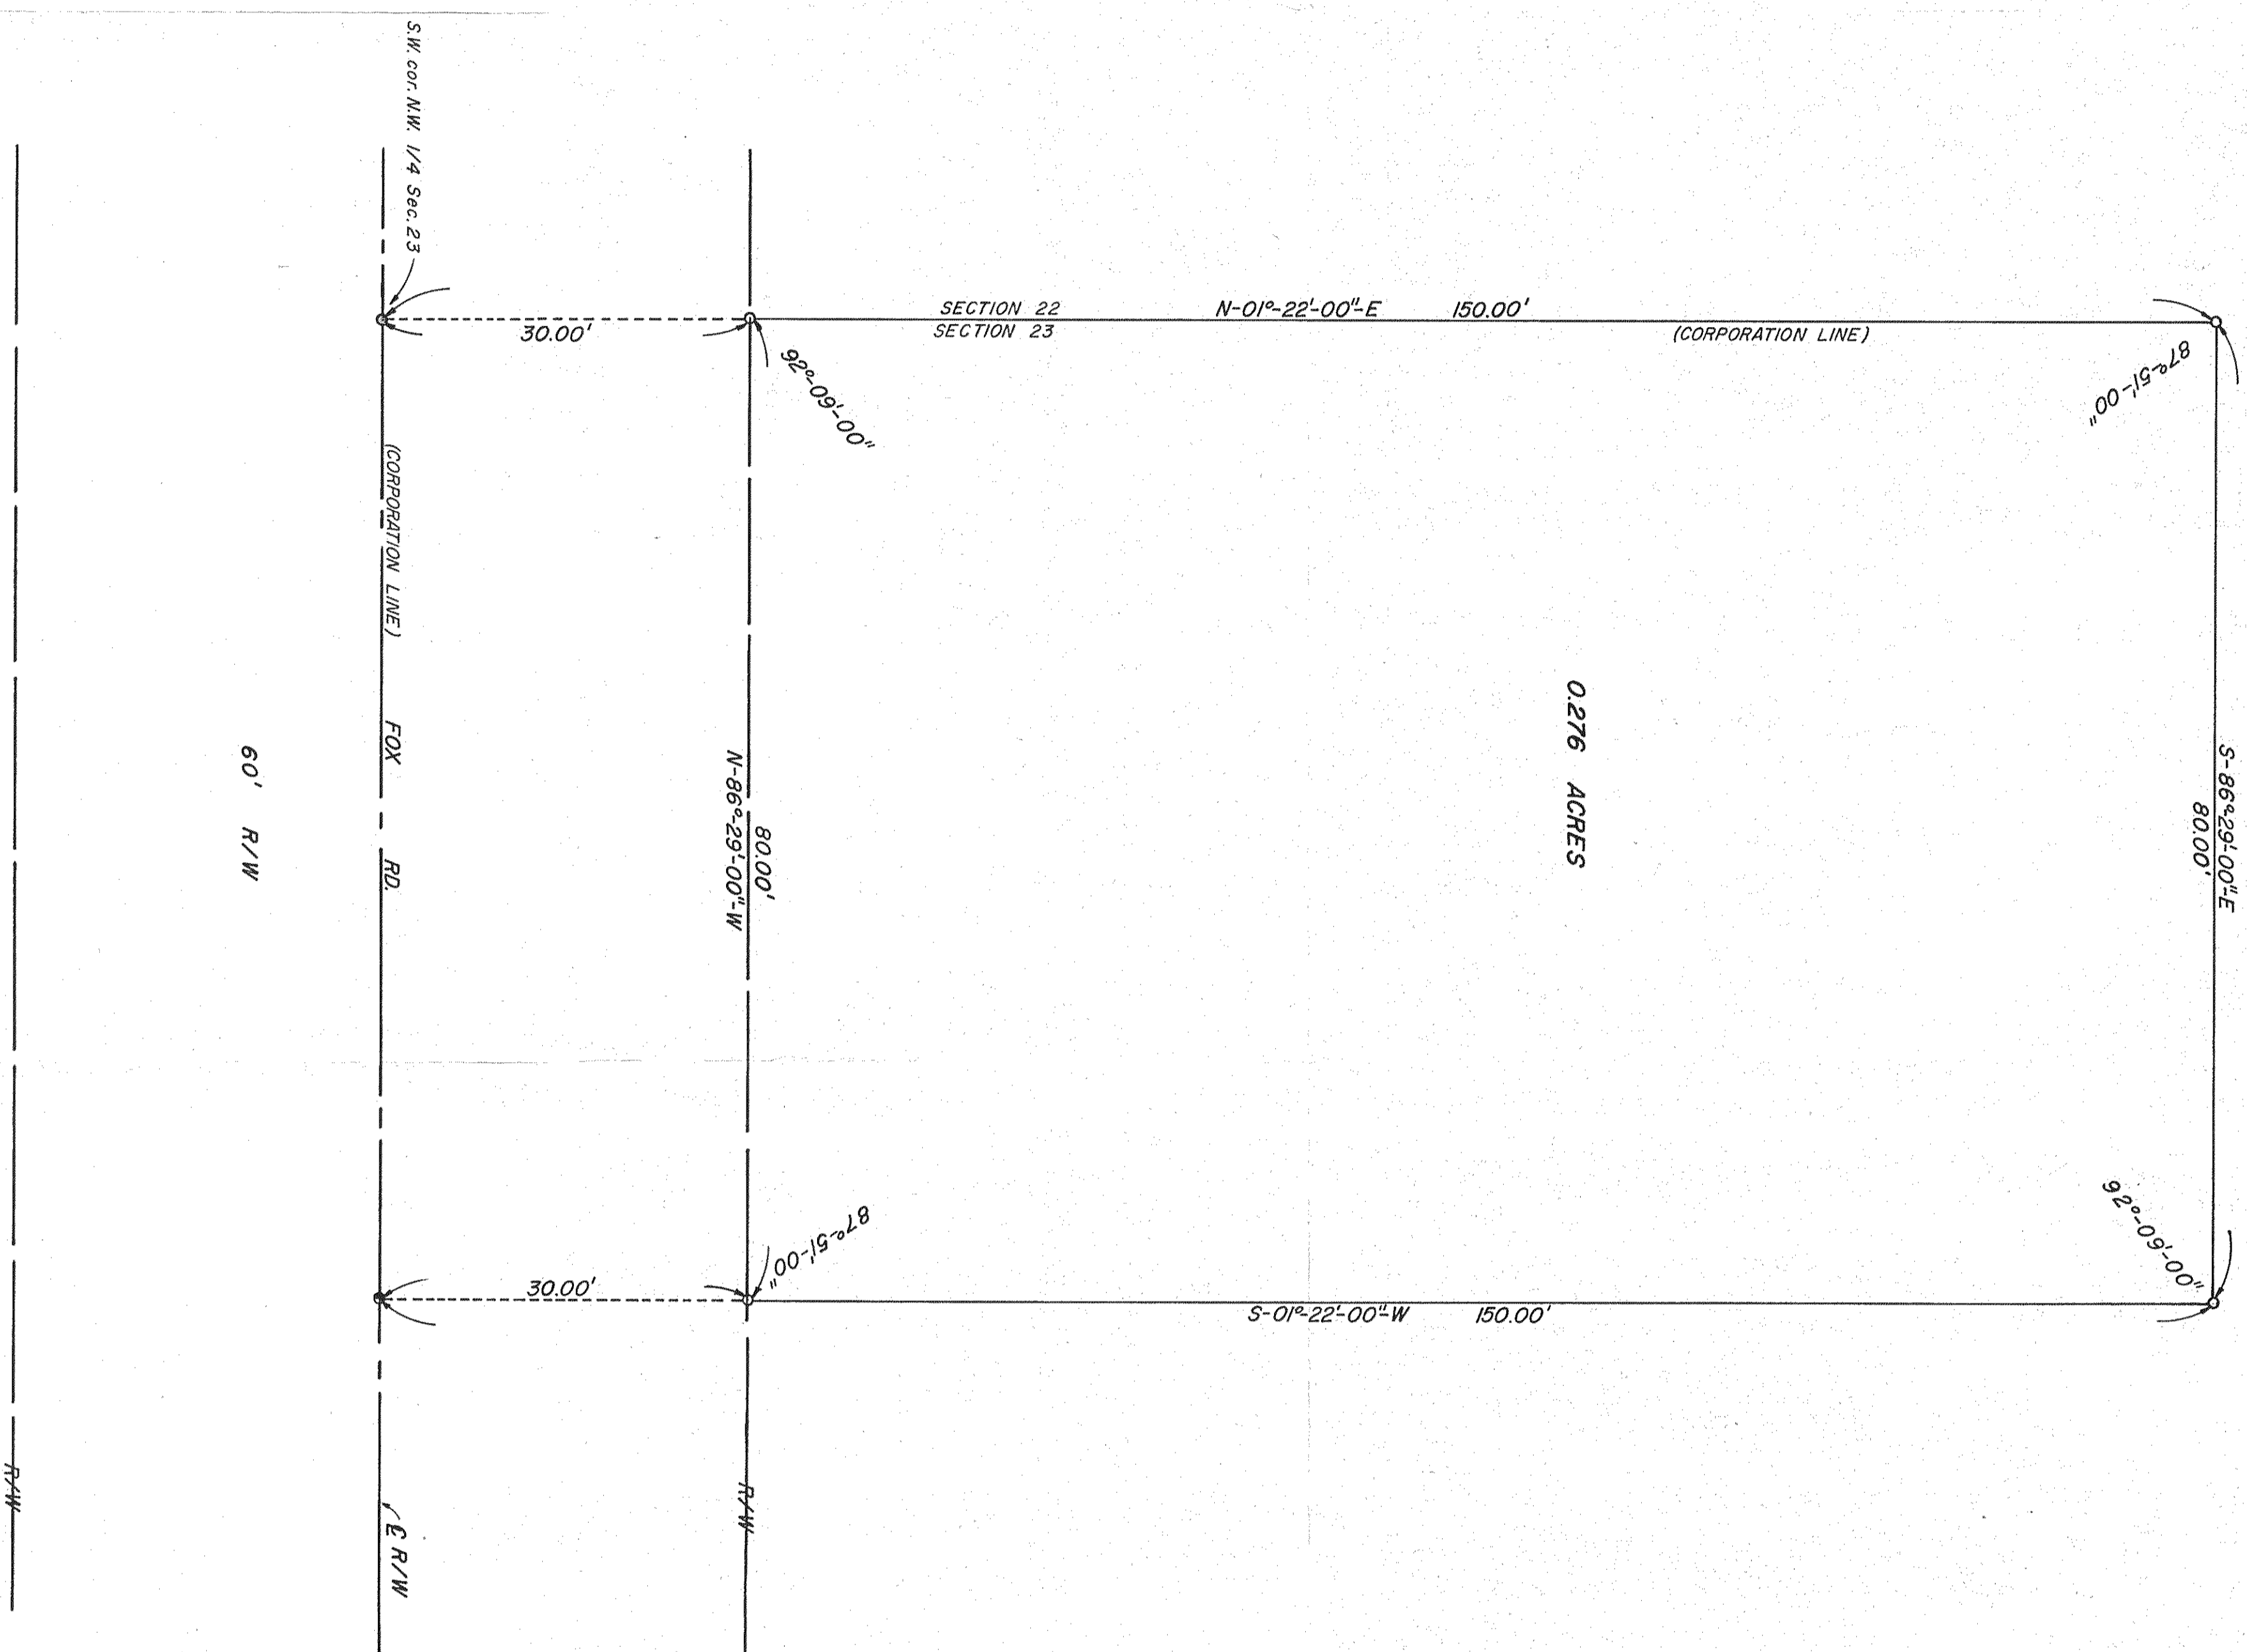 S.W. cor. N.W. 1/4 Sec. 23
SECTION 22
N-01°-22'-00"-E 150.00'
SECTION 23
(CORPORATION LINE)
30.00'
92°-09'-00"
87°-51'-00"
(CORPORATION LINE)
FOX RD.
60' R/W
N-86°-29'-00"-W
80.00'
0.276 ACRES
S-86°-29'-00"-E
80.00'
87°-51'-00"
92°-09'-00"
30.00'
S-01°-22'-00"-W 150.00'
R/W
℄ R/W
R/W